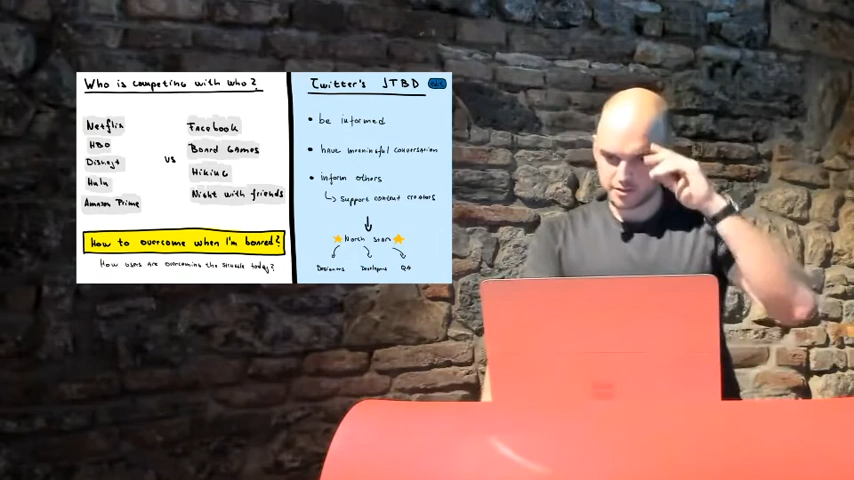 Who is competing with who?
Netflix
HBO
Disney+
Hulu
Amazon Prime
vs
Facebook
Board Games
Hiking
Night with friends
How to overcome when I'm bored?
How users are overcoming the struggle today?
Twitter's JTBD
be informed
have meaningful conversation
inform others
Support content creators
North star
Designers
Developers
QA